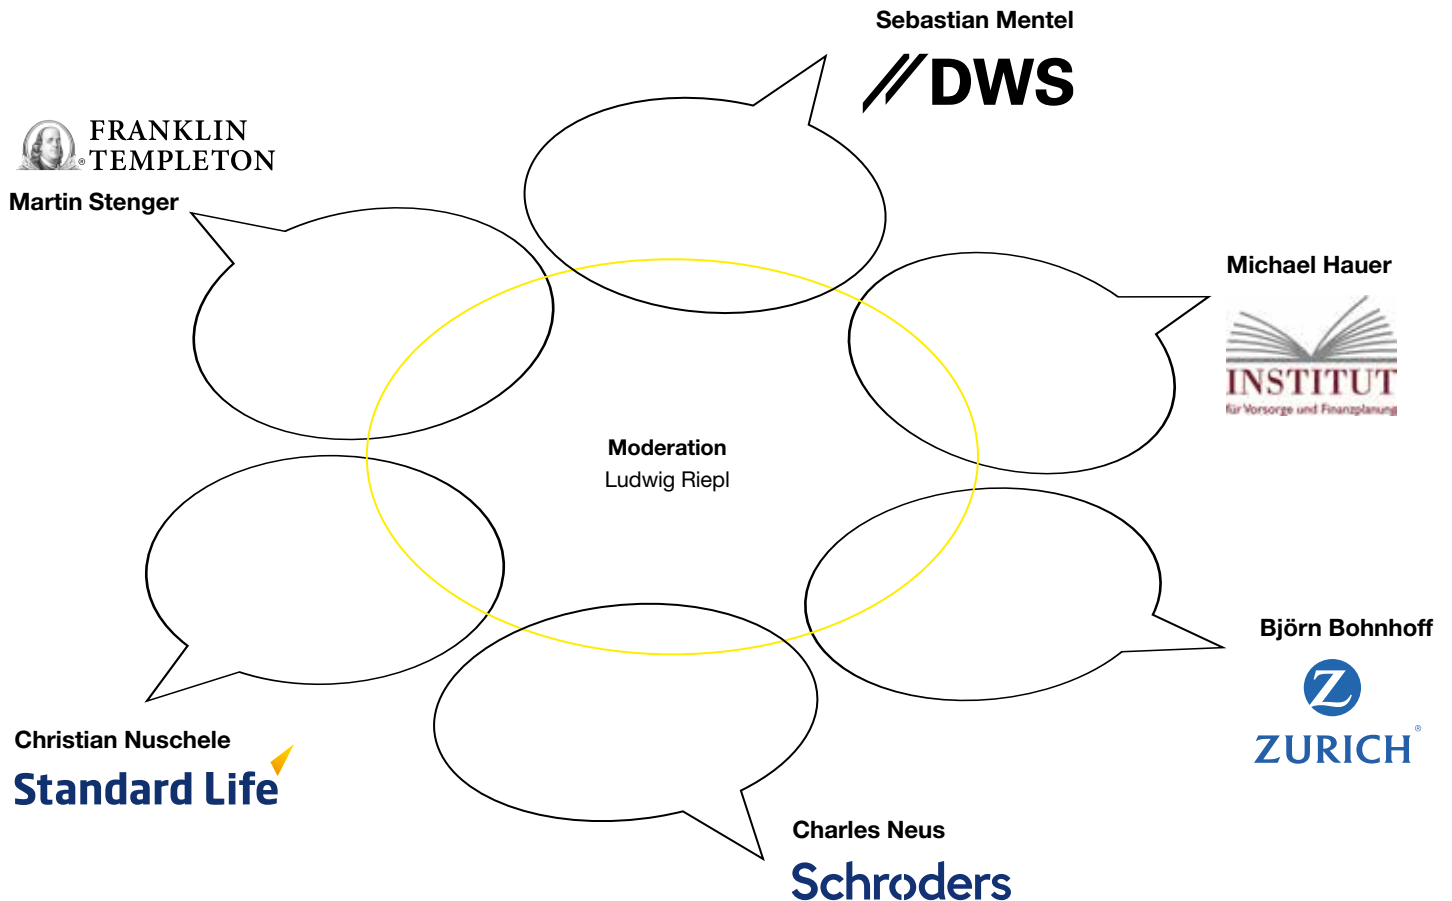 Sebastian Mentel
DWS
FRANKLIN
TEMPLETON
Martin Stenger
Michael Hauer
INSTITUT
für Vorsorge und Finanzplanung
Moderation
Ludwig Riepl
Björn Bohnhoff
Z
ZURICH®
Christian Nuschele
Standard Life
Charles Neus
Schroders